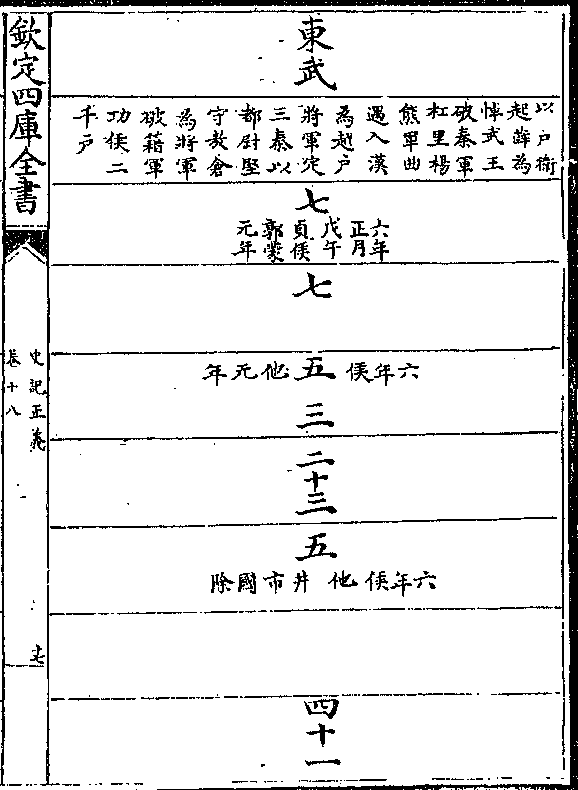 東武
以戶衛
起薛為
悼武王
破秦軍
杠里楊
熊軍曲
遇入漢
為越戶
將軍定
三秦以
都尉堅
守敖倉
為將軍
破籍軍
功侯二
千戶
七
六年
正月
戊午
貞侯
郭蒙
元年
七
五
六年侯他元年
三
二十三
五
六年侯他弃市國除
四十一
欽定四庫全書
史記正義
卷十八
十七